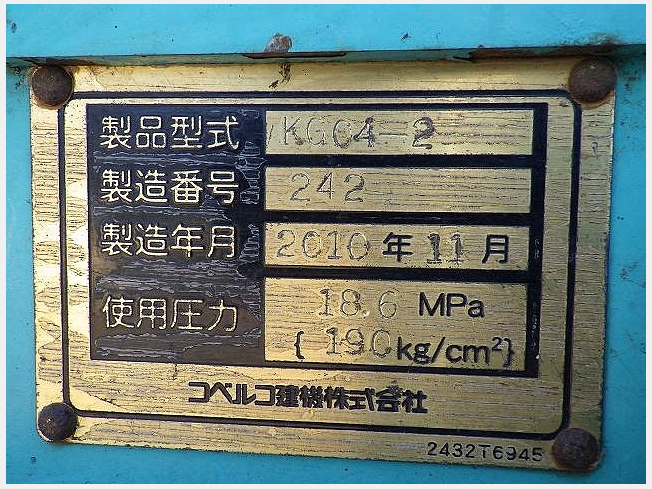 製品型式 KG64-2
製造番号 242
製造年月 2010年11月
使用圧力 18.6 MPa
{190kg/cm²}
コベルコ建機株式会社
2432T6945